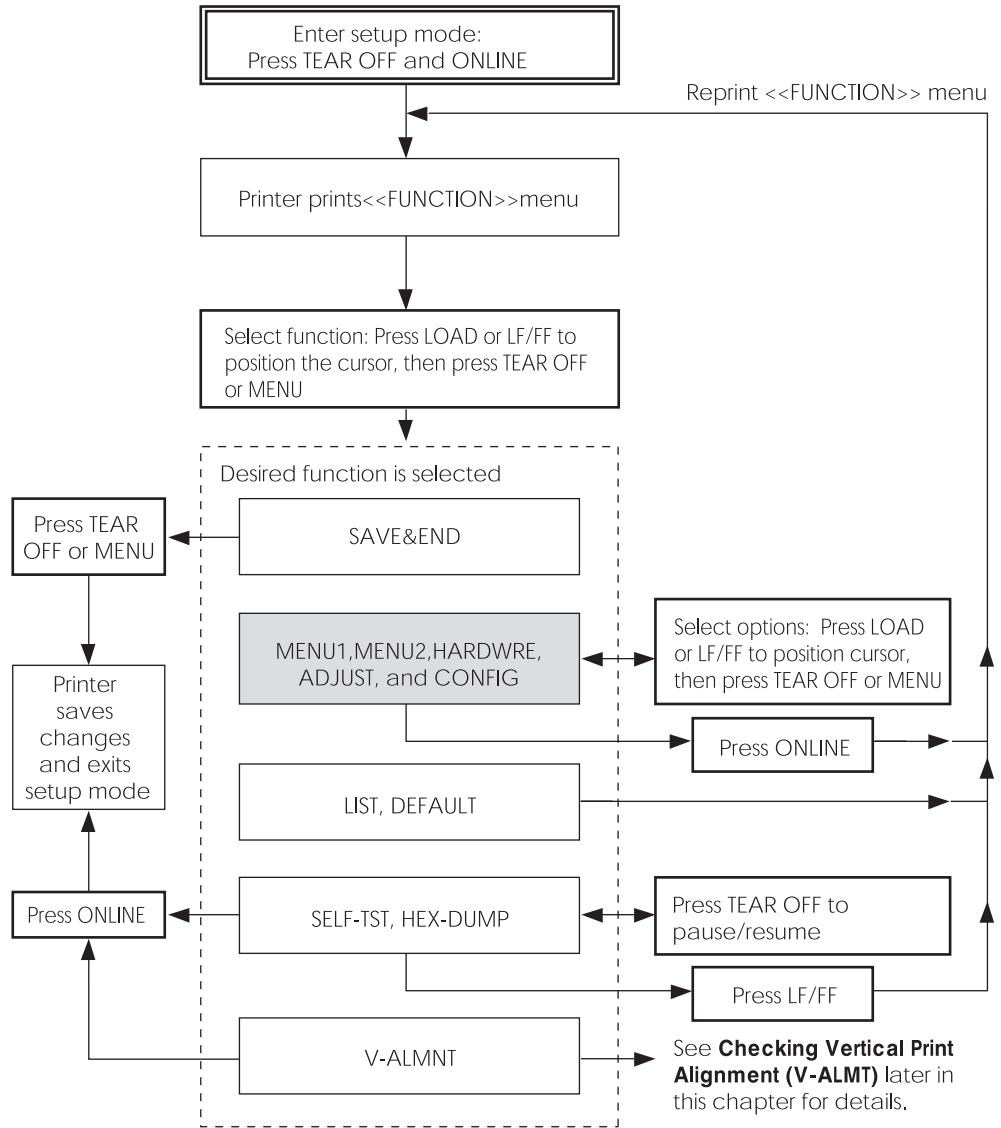 Enter setup mode:
Press TEAR OFF and ONLINE
Reprint <<FUNCTION>> menu
Printer prints<<FUNCTION>>menu
Select function: Press LOAD or LF/FF to
position the cursor, then press TEAR OFF
or MENU
Desired function is selected
Press TEAR
OFF or MENU
SAVE&END
MENU1,MENU2,HARDWRE,
ADJUST, and CONFIG
Select options: Press LOAD
or LF/FF to position cursor,
then press TEAR OFF or MENU
Printer
saves
changes
and exits
setup mode
Press ONLINE
LIST, DEFAULT
Press ONLINE
SELF-TST, HEX-DUMP
Press TEAR OFF to
pause/resume
Press LF/FF
V-ALMNT
See Checking Vertical Print
Alignment (V-ALMT) later in
this chapter for details.